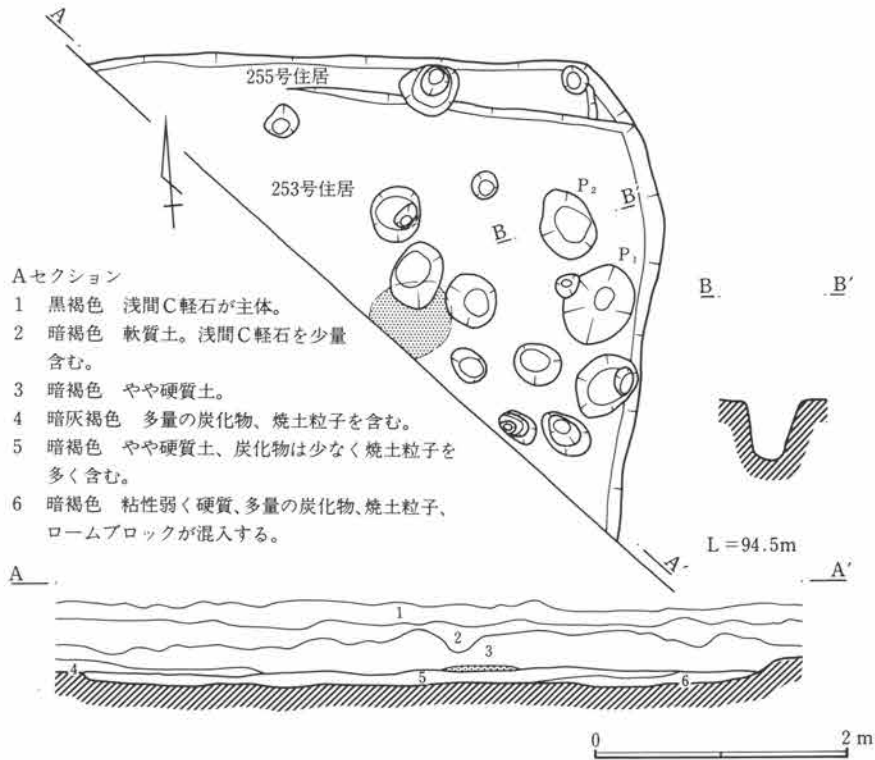 A
255号住居
253号住居
P₂
B'
B
P₁
Aセクション
1 黒褐色 浅間C軽石が主体。
2 暗褐色 軟質土。浅間C軽石を少量
含む。
3 暗褐色 やや硬質土。
4 暗灰褐色 多量の炭化物、焼土粒子を含む。
5 暗褐色 やや硬質土、炭化物は少なく焼土粒子を
多く含む。
6 暗褐色 粘性弱く硬質、多量の炭化物、焼土粒子、
ロームブロックが混入する。
B B'
L=94.5m
A'
A A'
1
2
3
4 5 6
0 2 m